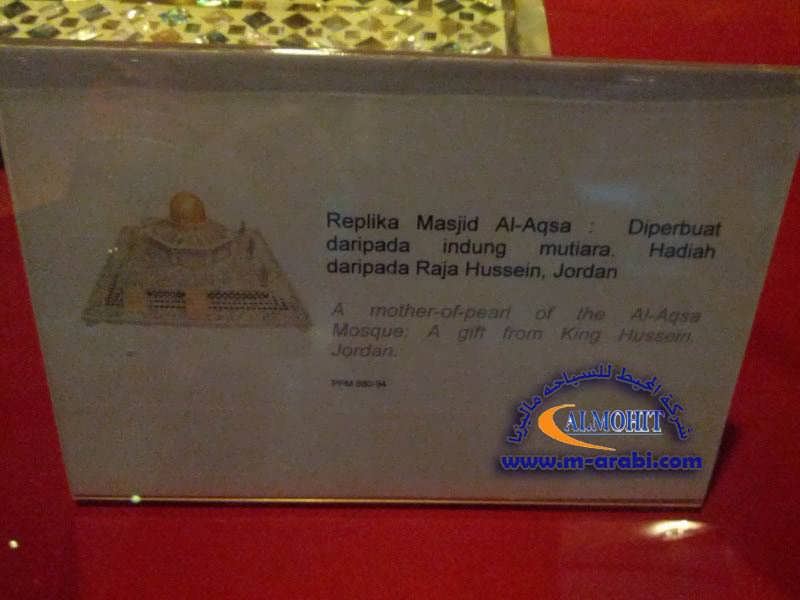 Replika Masjid Al-Aqsa : Diperbuat
daripada indung mutiara. Hadiah
daripada Raja Hussein, Jordan
A mother-of-pearl of the Al-Aqsa
Mosque; A gift from King Hussein,
Jordan.
PPM 880-94
شركة المحيط للسياحه ماليزيا
ALMOHIT
www.m-arabi.com